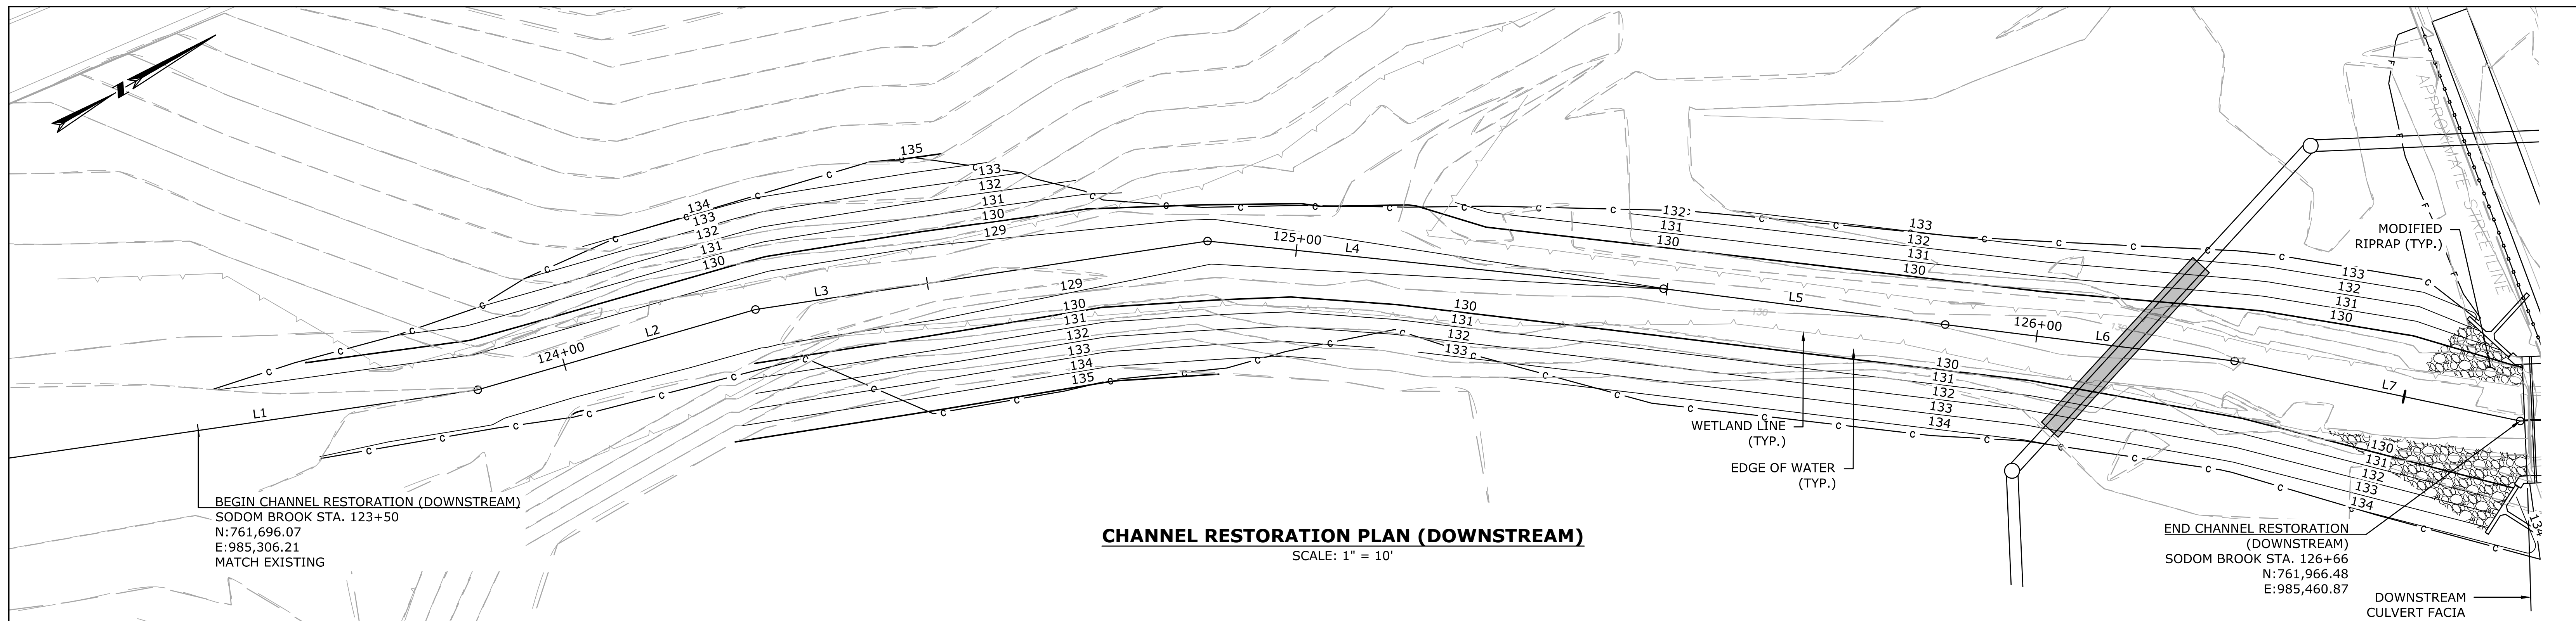 135
133
132
131
130
129
134
133
132
131
130
125+00
L4
132
131
130
133
132
131
130
APPROXIMATE STREETLINE
MODIFIED
RIPRAP (TYP.)
F
133
132
131
130
L3
129
130
131
132
133
134
135
L2
124+00
L1
130
131
132
133
L5
126+00
L6
130
130
131
132
133
134
L7
130
131
132
133
134
134
C
WETLAND LINE
(TYP.)
EDGE OF WATER
(TYP.)
BEGIN CHANNEL RESTORATION (DOWNSTREAM)
SODOM BROOK STA. 123+50
N:761,696.07
E:985,306.21
MATCH EXISTING
CHANNEL RESTORATION PLAN (DOWNSTREAM)
SCALE: 1" = 10'
END CHANNEL RESTORATION
(DOWNSTREAM)
SODOM BROOK STA. 126+66
N:761,966.48
E:985,460.87
DOWNSTREAM
CULVERT FACIA